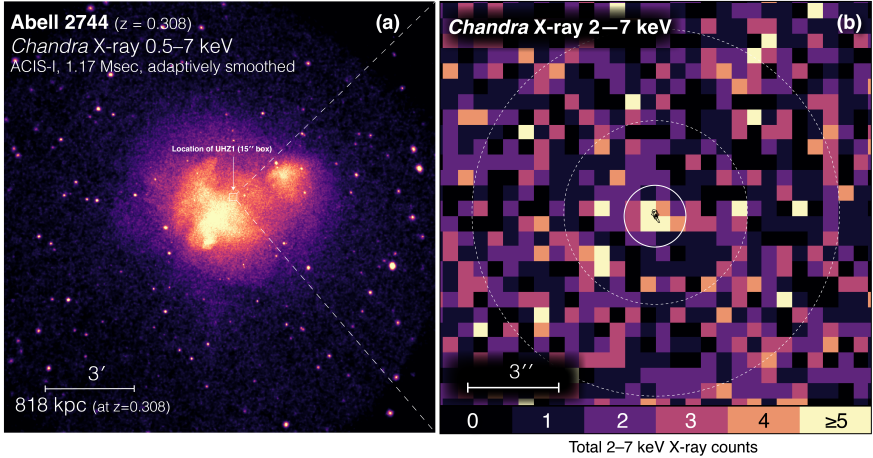 Abell 2744 (z = 0.308)
(a)
Chandra X-ray 0.5–7 keV
ACIS-I, 1.17 Msec, adaptively smoothed
Location of UHZ1 (15′′ box)
3′
818 kpc (at z=0.308)
Chandra X-ray 2—7 keV
(b)
3′′
0 1 2 3 4 ≥5
Total 2–7 keV X-ray counts